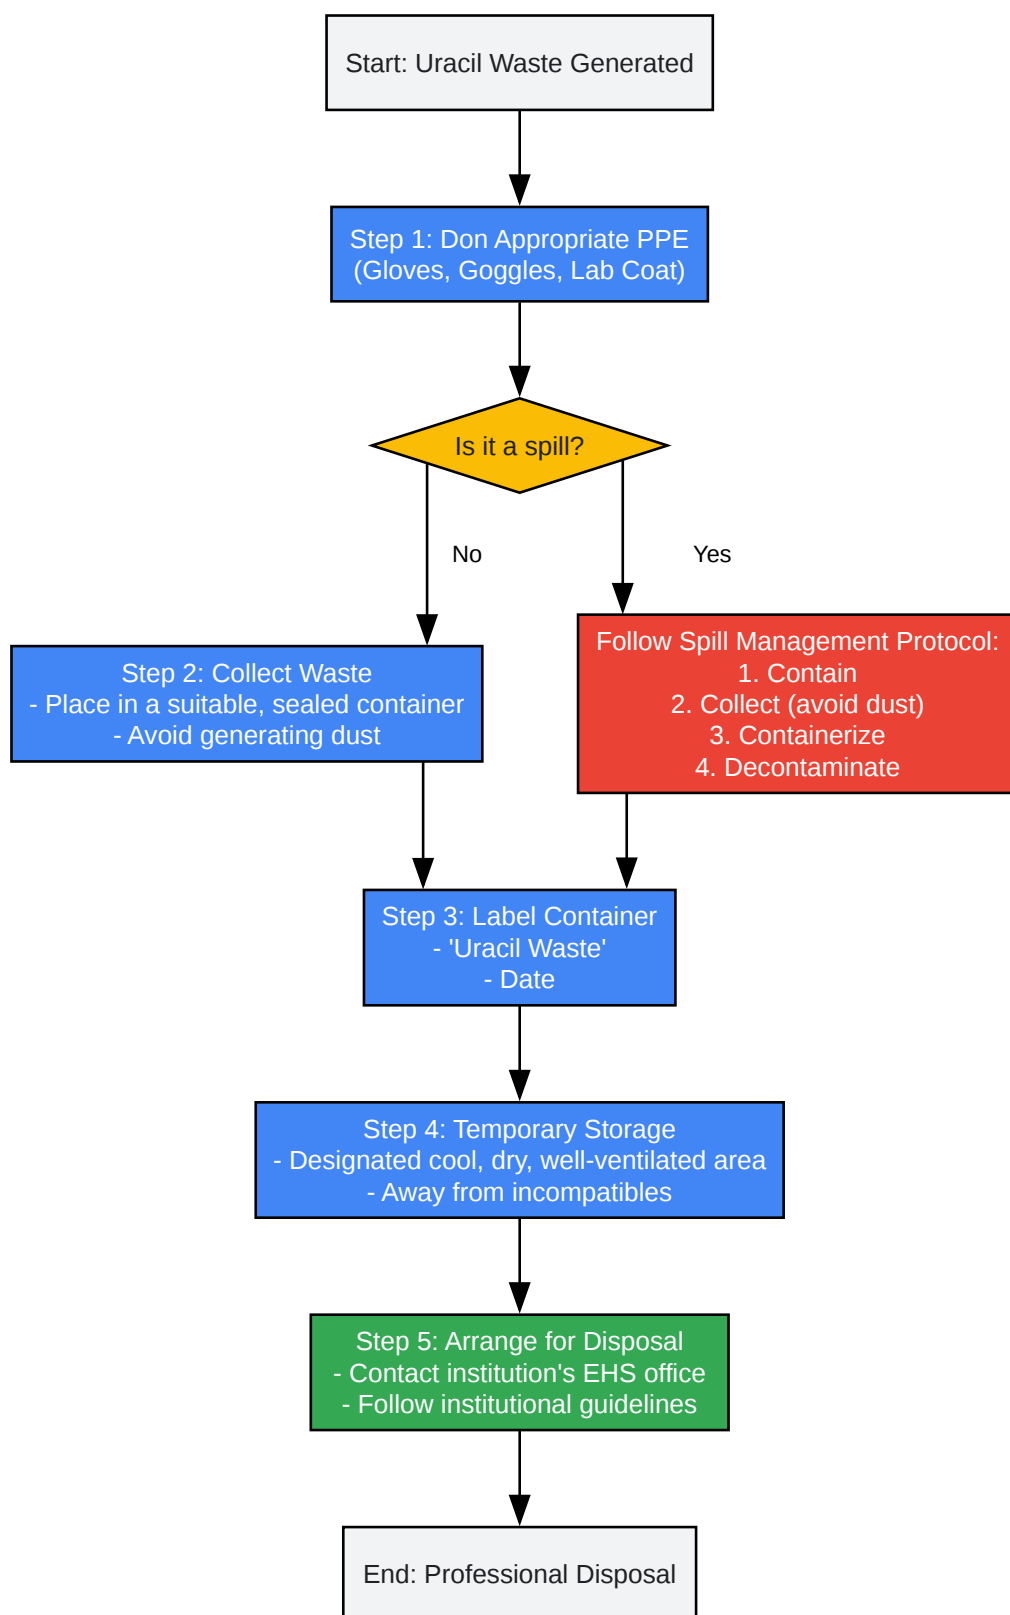 Start: Uracil Waste Generated
Step 1: Don Appropriate PPE
(Gloves, Goggles, Lab Coat)
Is it a spill?
No
Yes
Step 2: Collect Waste
- Place in a suitable, sealed container
- Avoid generating dust
Follow Spill Management Protocol:
1. Contain
2. Collect (avoid dust)
3. Containerize
4. Decontaminate
Step 3: Label Container
- 'Uracil Waste'
- Date
Step 4: Temporary Storage
- Designated cool, dry, well-ventilated area
- Away from incompatibles
Step 5: Arrange for Disposal
- Contact institution's EHS office
- Follow institutional guidelines
End: Professional Disposal